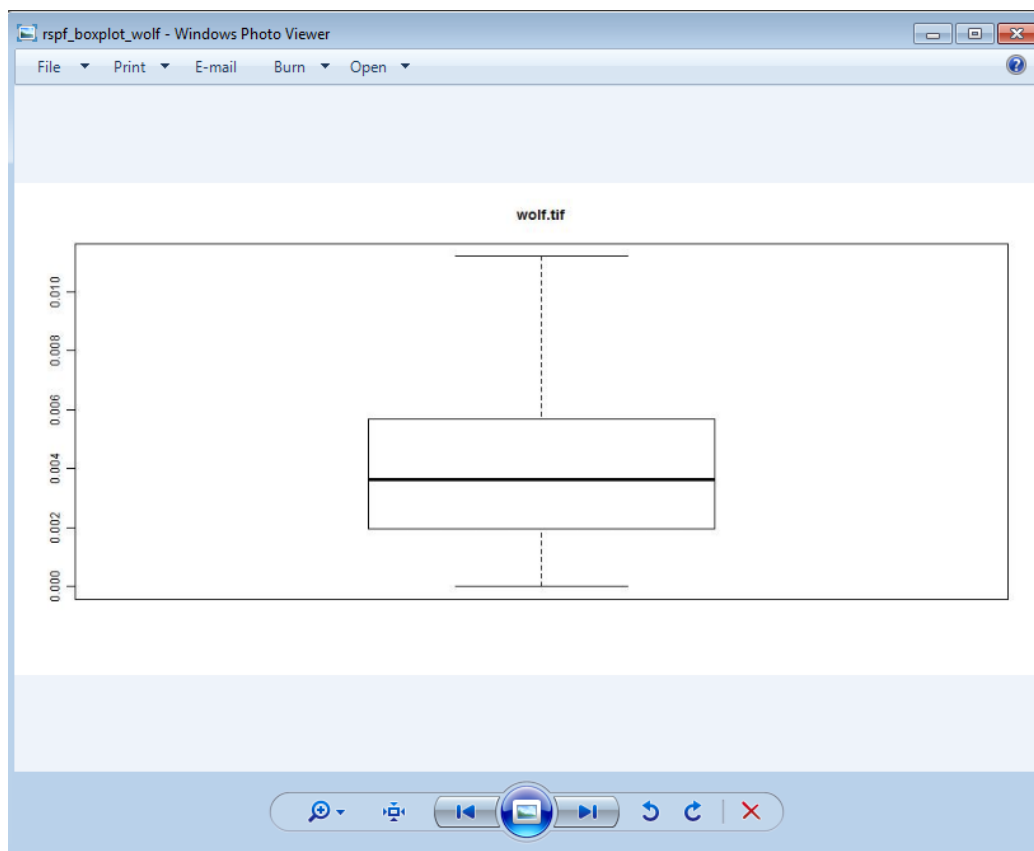 rspf_boxplot_wolf - Windows Photo Viewer
File Print E-mail Burn Open
wolf.tif
0.010
0.008
0.006
0.004
0.002
0.000